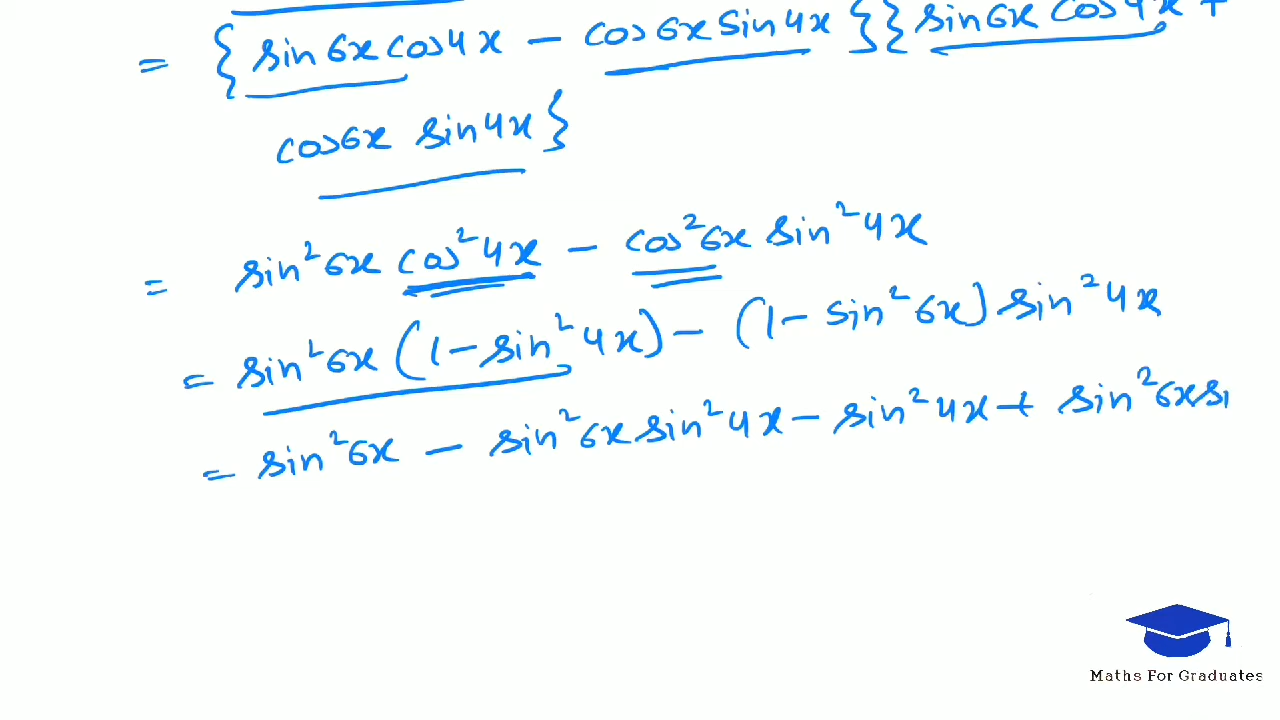 = {sin6x cos4x − cos6x sin4x}{sin6x cos4x +
cos6x sin4x}
= sin²6x cos²4x − cos²6x sin²4x
= sin²6x (1−sin²4x) − (1−sin²6x) sin²4x
= sin²6x − sin²6x sin²4x − sin²4x + sin²6x si
Maths For Graduates